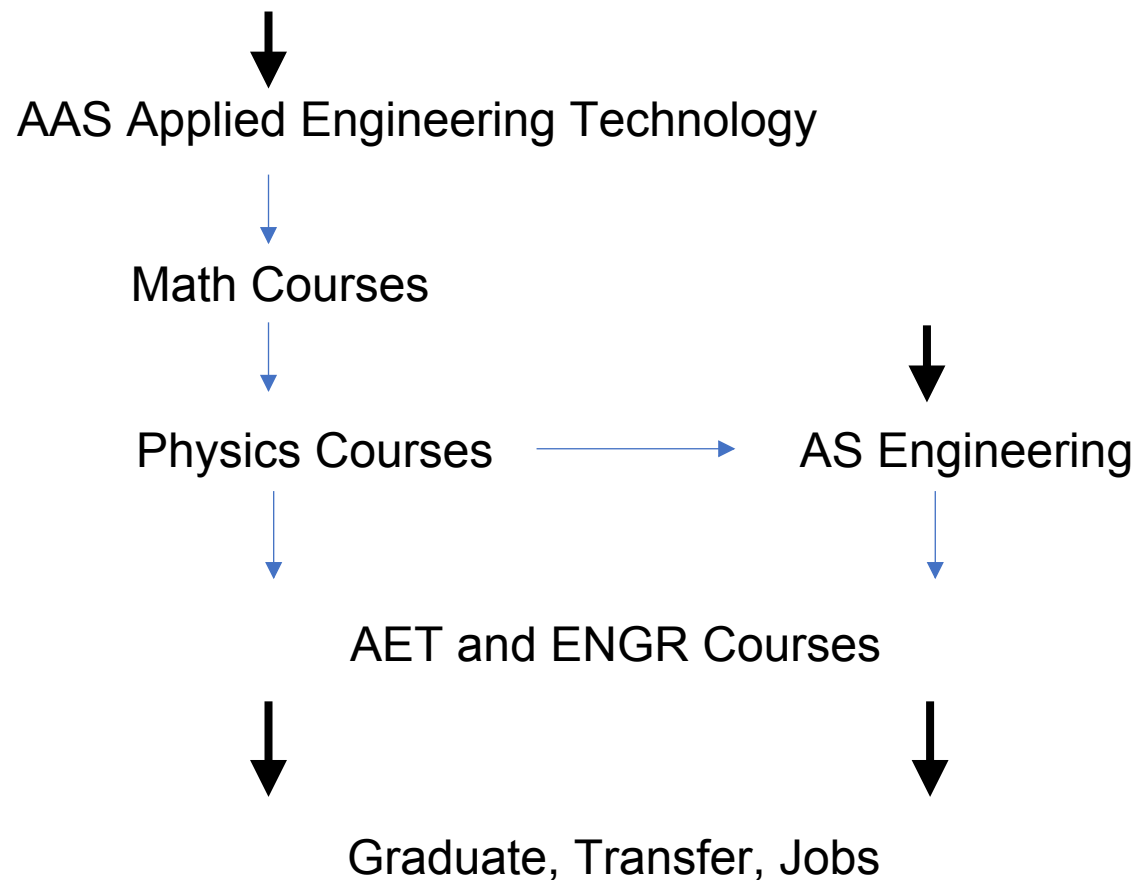 AAS Applied Engineering Technology
Math Courses
Physics Courses
AS Engineering
AET and ENGR Courses
Graduate, Transfer, Jobs